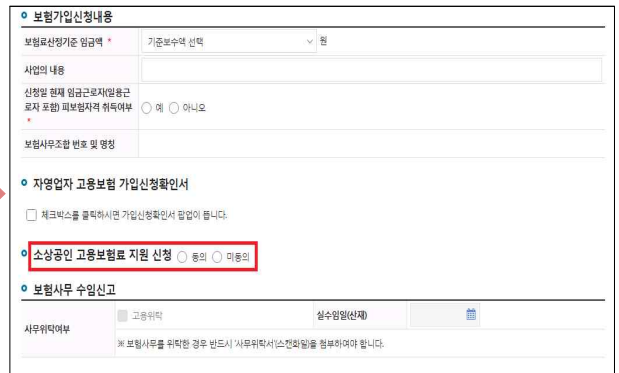 보험가입신청내용
보험료산정기준 임금액 *
기준보수액 선택
원
사업의 내용
신청일 현재 임금근로자(일용근
로자 포함) 피보험자격 취득여부
*
예 아니오
보험사무조합 번호 및 명칭
자영업자 고용보험 가입신청확인서
체크박스를 클릭하시면 가입신청확인서 팝업이 뜹니다.
소상공인 고용보험료 지원 신청 동의 미동의
보험사무 수임신고
사무위탁여부
고용위탁
실수임일(산재)
※ 보험사무를 위탁한 경우 반드시 '사무위탁서'(스캔화일)을 첨부하여야 합니다.